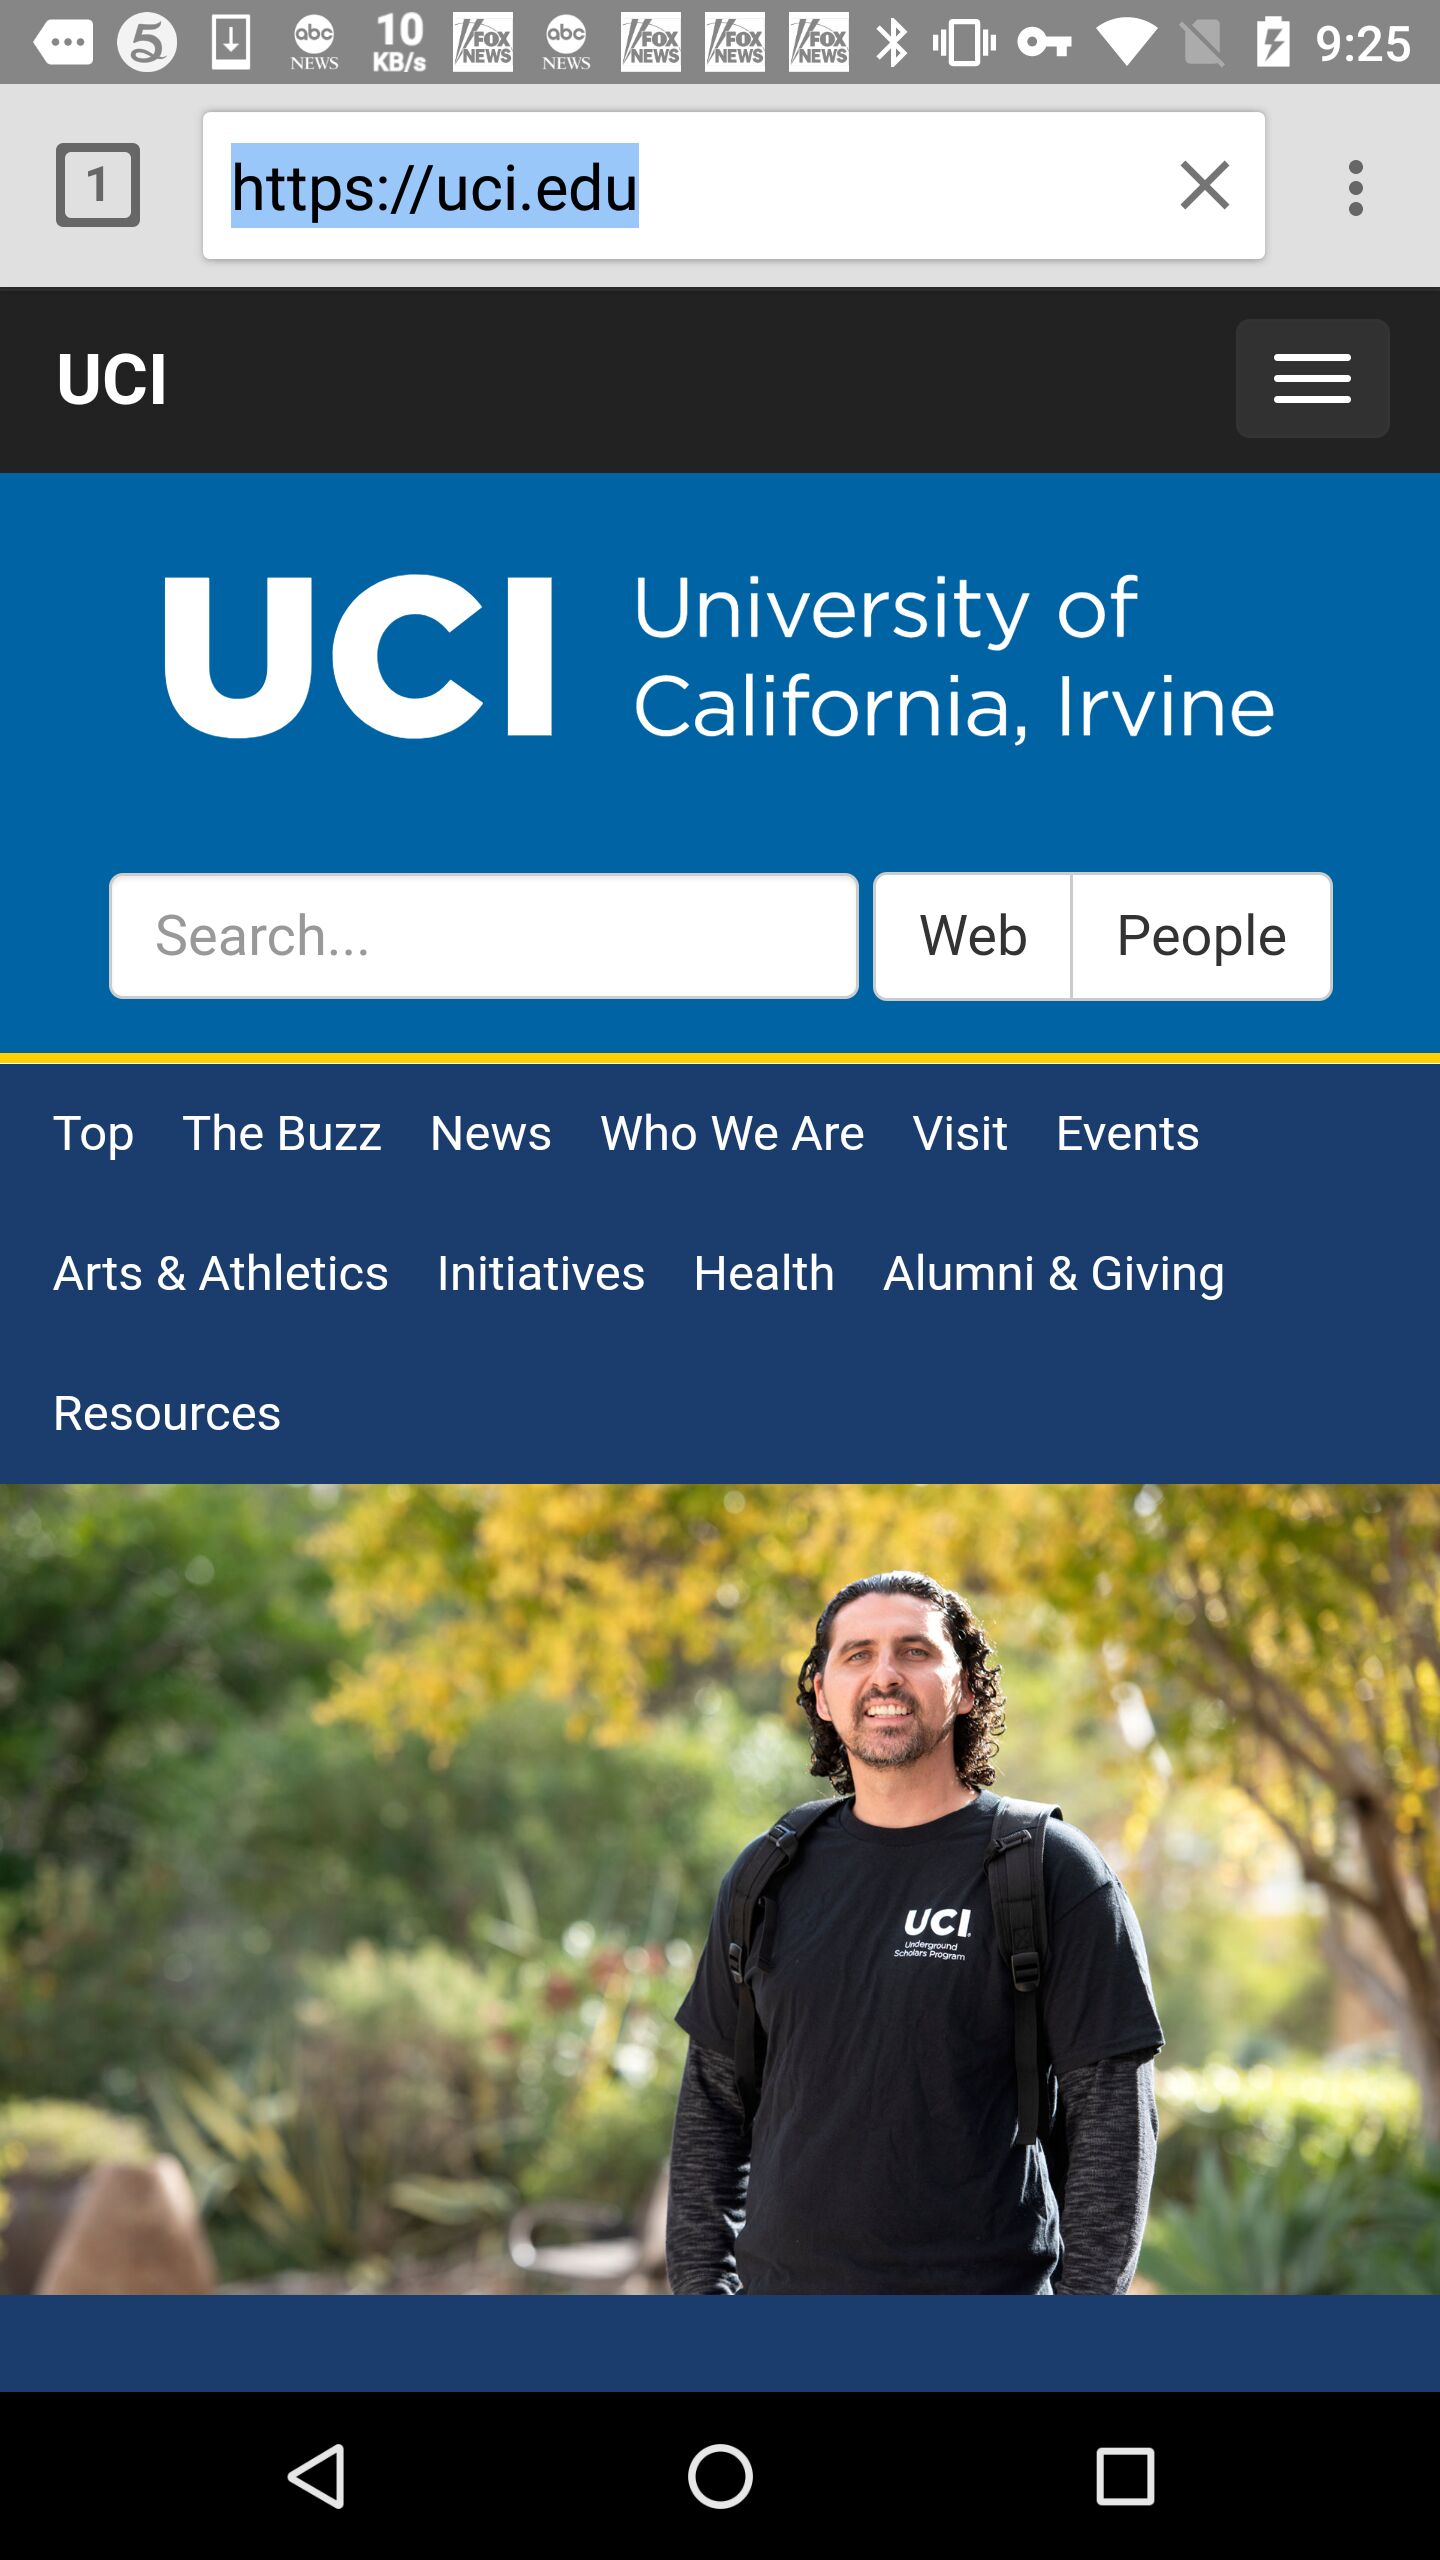 5 abc NEWS 10 KB/s FOX NEWS abc NEWS FOX NEWS FOX NEWS FOX NEWS 9:25
1 https://uci.edu
UCI
UCI University of
California, Irvine
Search... Web People
Top The Buzz News Who We Are Visit Events
Arts & Athletics Initiatives Health Alumni & Giving
Resources
UCI
Underground
Scholars Program